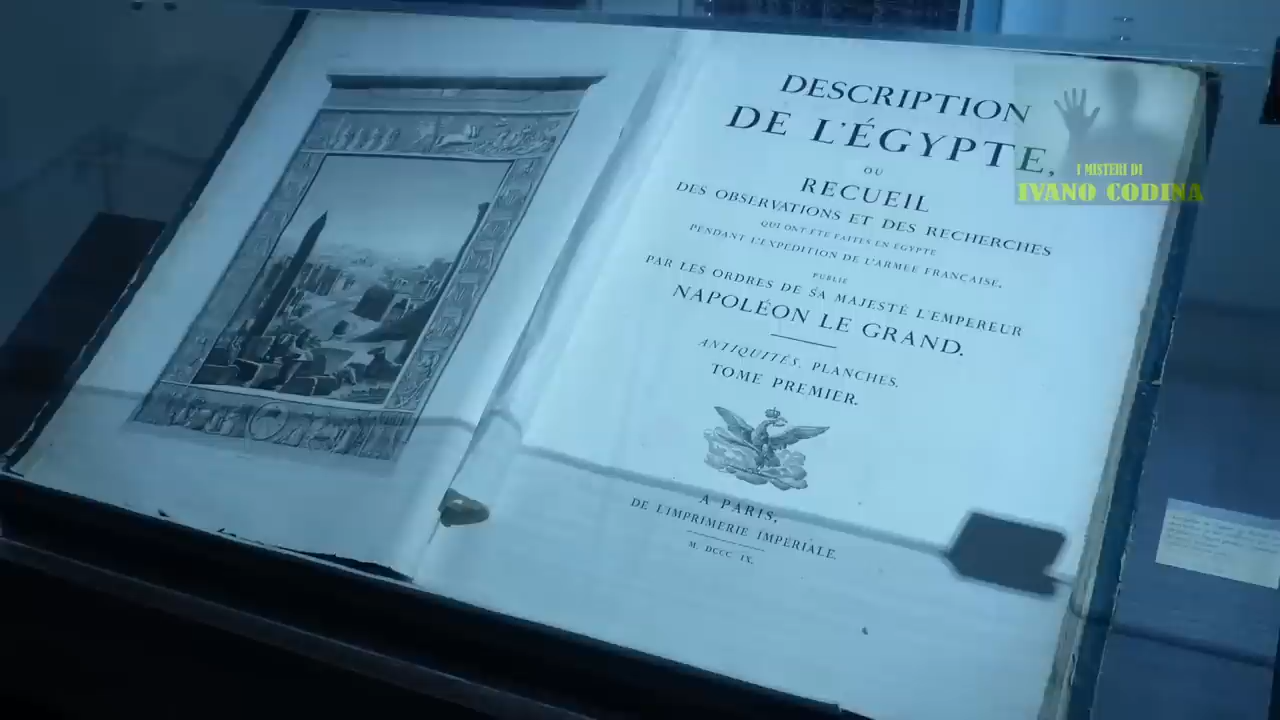 DESCRIPTION
DE L'ÉGYPTE,
OU
RECUEIL
DES OBSERVATIONS ET DES RECHERCHES
QUI ONT ÉTÉ FAITES EN ÉGYPTE
PENDANT L'EXPÉDITION DE L'ARMÉE FRANÇAISE,
PUBLIÉ
PAR LES ORDRES DE SA MAJESTÉ L'EMPEREUR
NAPOLÉON LE GRAND.
ANTIQUITÉS, PLANCHES.
TOME PREMIER.
A PARIS,
DE L'IMPRIMERIE IMPÉRIALE.
M. DCCC IX.
I MISTERI DI
IVANO CODINA